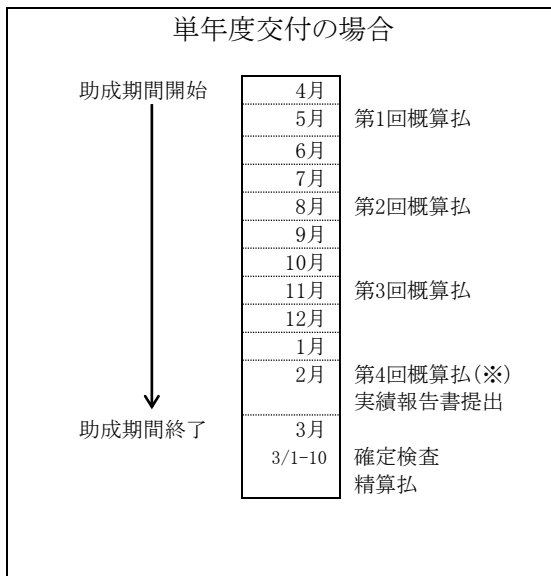 単年度交付の場合
助成期間開始 4月
5月 第1回概算払
6月
7月
8月 第2回概算払
9月
10月
11月 第3回概算払
12月
1月
2月 第4回概算払(※)
実績報告書提出
助成期間終了 3月
3/1-10 確定検査
精算払